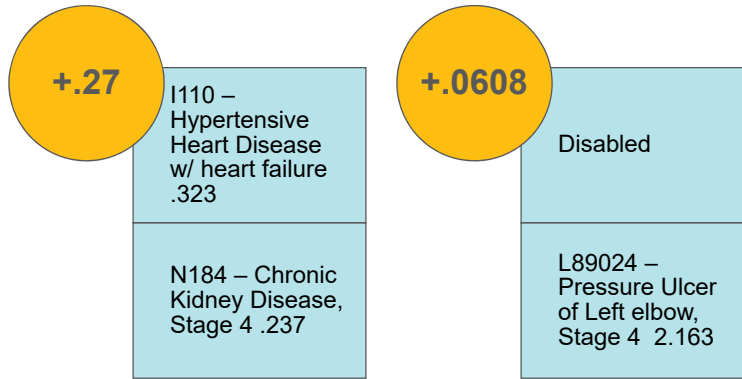 +.27
I110 –
Hypertensive
Heart Disease
w/ heart failure
.323
N184 – Chronic
Kidney Disease,
Stage 4 .237
+.0608
Disabled
L89024 –
Pressure Ulcer
of Left elbow,
Stage 4  2.163